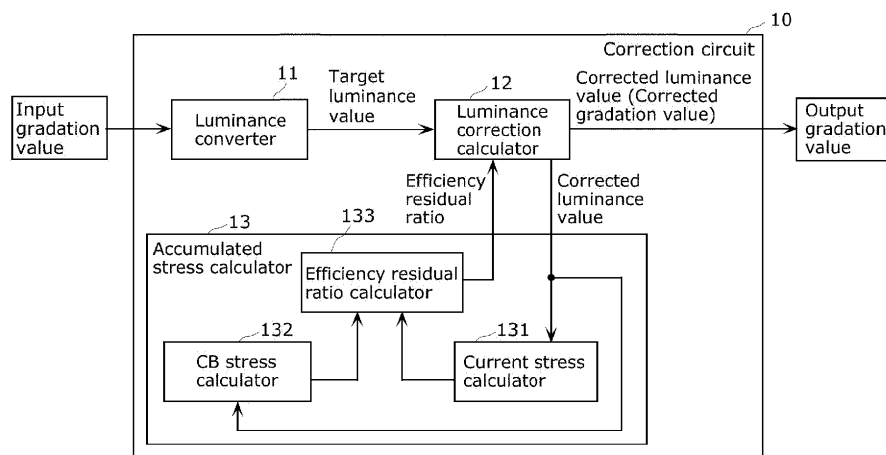 10
Correction circuit
11
Target
luminance
value
12
Corrected luminance
value (Corrected
gradation value)
Input
gradation
value
Luminance
converter
Luminance
correction
calculator
Output
gradation
value
Efficiency
residual
ratio
Corrected
luminance
value
13
Accumulated
stress calculator
133
Efficiency residual
ratio calculator
132
CB stress
calculator
131
Current stress
calculator